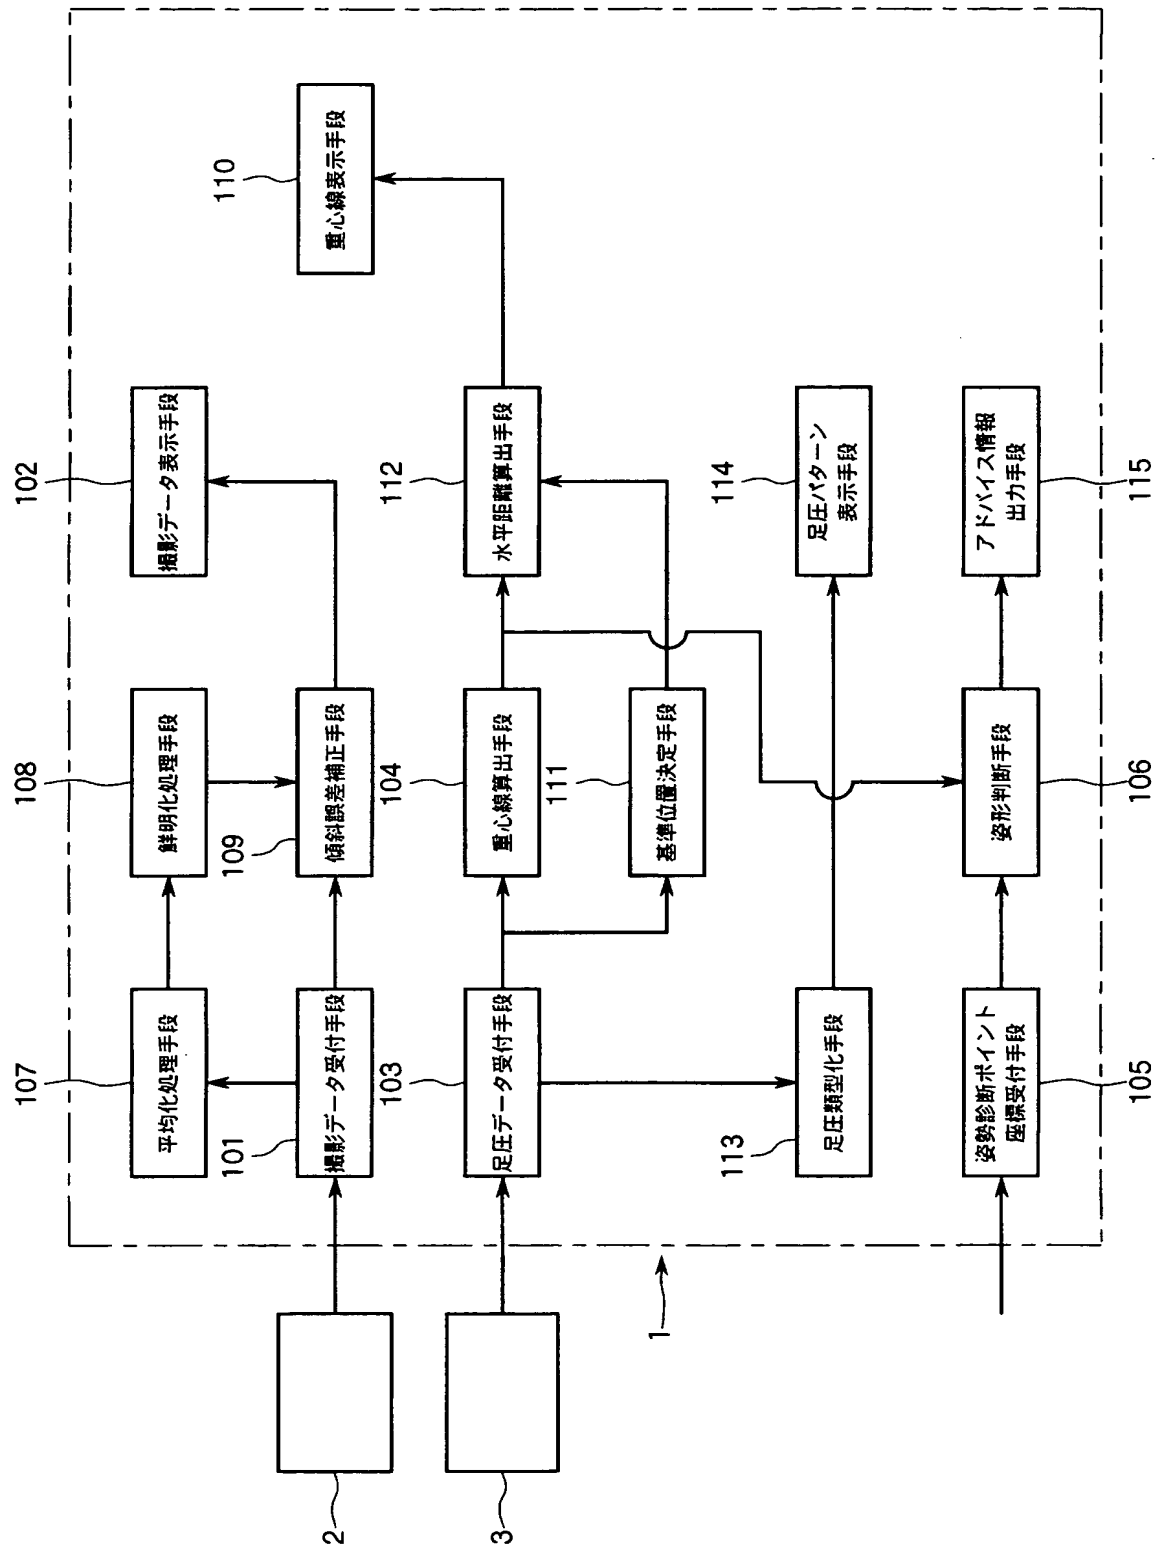 2
3
1
107
平均化処理手段
108
鮮明化処理手段
102
撮影データ表示手段
101
撮影データ受付手段
109
傾斜誤差補正手段
110
重心線表示手段
103
足圧データ受付手段
104
重心線算出手段
112
水平距離算出手段
111
基準位置決定手段
113
足圧類型化手段
114
足圧パターン
表示手段
姿勢診断ポイント
座標受付手段
105
姿形判断手段
106
アドバイス情報
出力手段
115